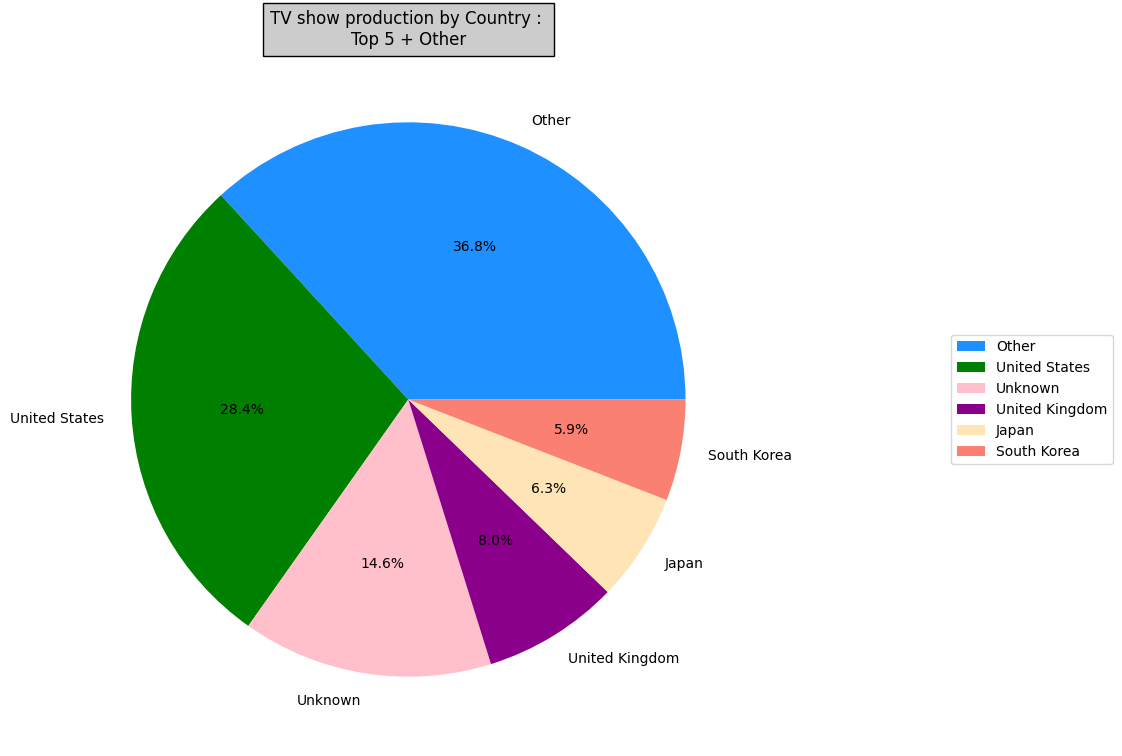 TV show production by Country :
Top 5 + Other
Other
36.8%
United States
28.4%
Unknown
14.6%
United Kingdom
8.0%
Japan
6.3%
South Korea
5.9%
Other
United States
Unknown
United Kingdom
Japan
South Korea